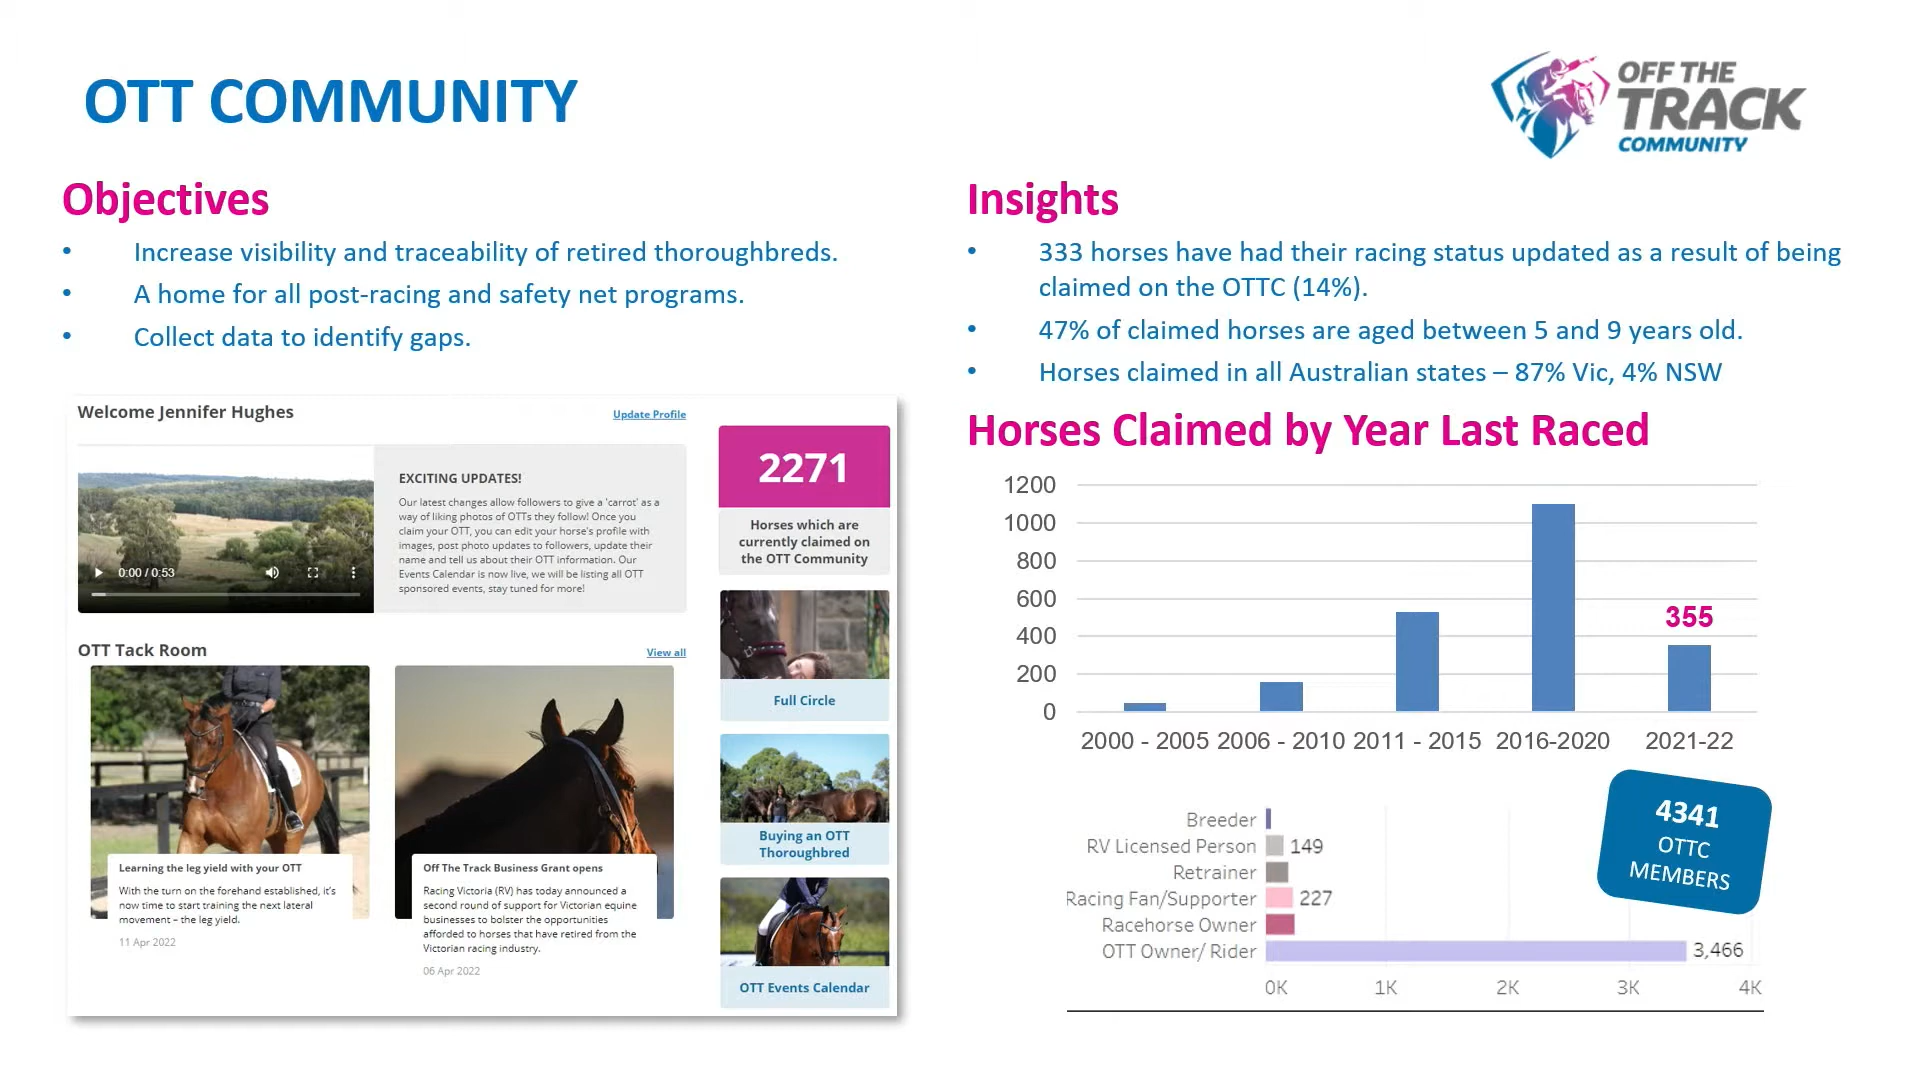 OTT COMMUNITY
OFF THE
TRACK
COMMUNITY
Objectives
• Increase visibility and traceability of retired thoroughbreds.
• A home for all post-racing and safety net programs.
• Collect data to identify gaps.
Welcome Jennifer Hughes
Update Profile
0:00 / 0:53
EXCITING UPDATES!
Our latest changes allow followers to give a 'carrot' as a
way of liking photos of OTTs they follow! Once you
claim your OTT, you can edit your horse's profile with
images, post photo updates to followers, update their
name and tell us about their OTT information. Our
Events Calendar is now live, we will be listing all OTT
sponsored events, stay tuned for more!
2271
Horses which are
currently claimed on
the OTT Community
OTT Tack Room
View all
Learning the leg yield with your OTT
With the turn on the forehand established, it's
now time to start training the next lateral
movement – the leg yield.
11 Apr 2022
Off The Track Business Grant opens
Racing Victoria (RV) has today announced a
second round of support for Victorian equine
businesses to bolster the opportunities
afforded to horses that have retired from the
Victorian racing industry.
06 Apr 2022
Full Circle
Buying an OTT
Thoroughbred
OTT Events Calendar
Insights
• 333 horses have had their racing status updated as a result of being
claimed on the OTTC (14%).
• 47% of claimed horses are aged between 5 and 9 years old.
• Horses claimed in all Australian states – 87% Vic, 4% NSW
Horses Claimed by Year Last Raced
1200
1000
800
600
400
200
0
355
2000 - 2005 2006 - 2010 2011 - 2015 2016-2020 2021-22
4341
OTTC
MEMBERS
Breeder
RV Licensed Person 149
Retrainer
Racing Fan/Supporter 227
Racehorse Owner
OTT Owner/ Rider 3,466
0K 1K 2K 3K 4K